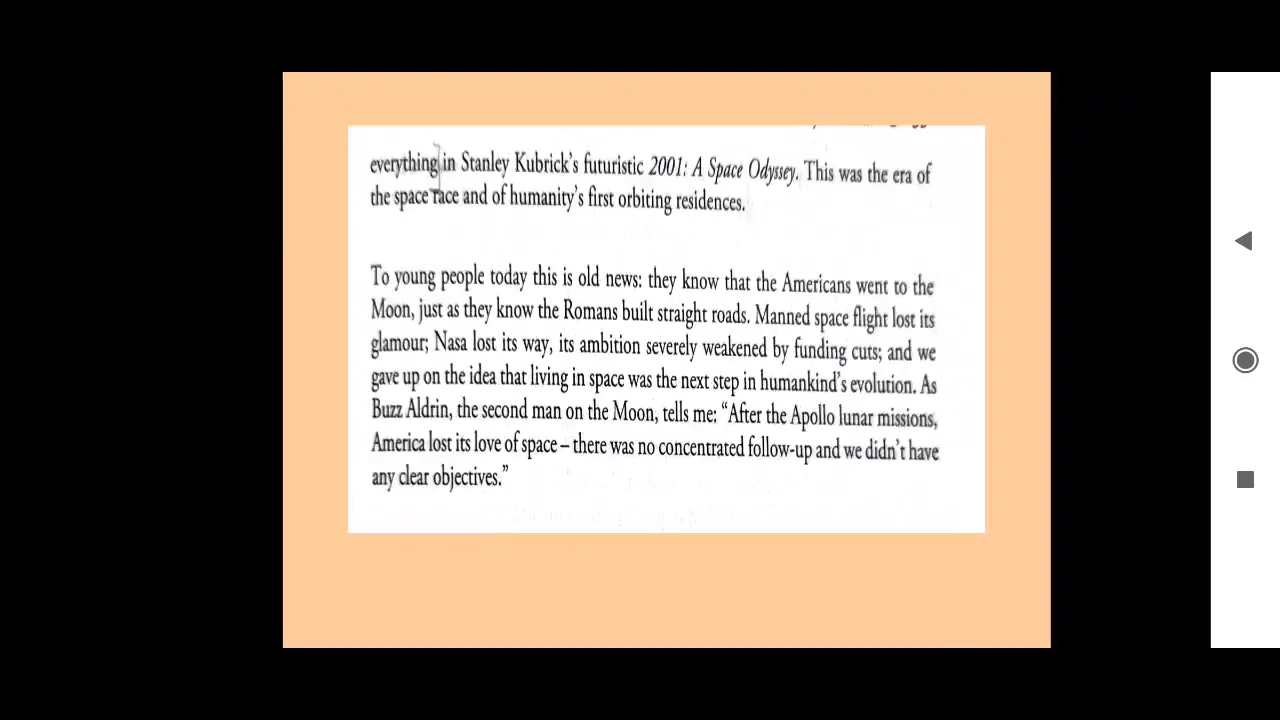 everything in Stanley Kubrick's futuristic 2001: A Space Odyssey. This was the era of
the space race and of humanity's first orbiting residences.
To young people today this is old news: they know that the Americans went to the
Moon, just as they know the Romans built straight roads. Manned space flight lost its
glamour; Nasa lost its way, its ambition severely weakened by funding cuts; and we
gave up on the idea that living in space was the next step in humankind's evolution. As
Buzz Aldrin, the second man on the Moon, tells me: “After the Apollo lunar missions,
America lost its love of space – there was no concentrated follow-up and we didn't have
any clear objectives.”